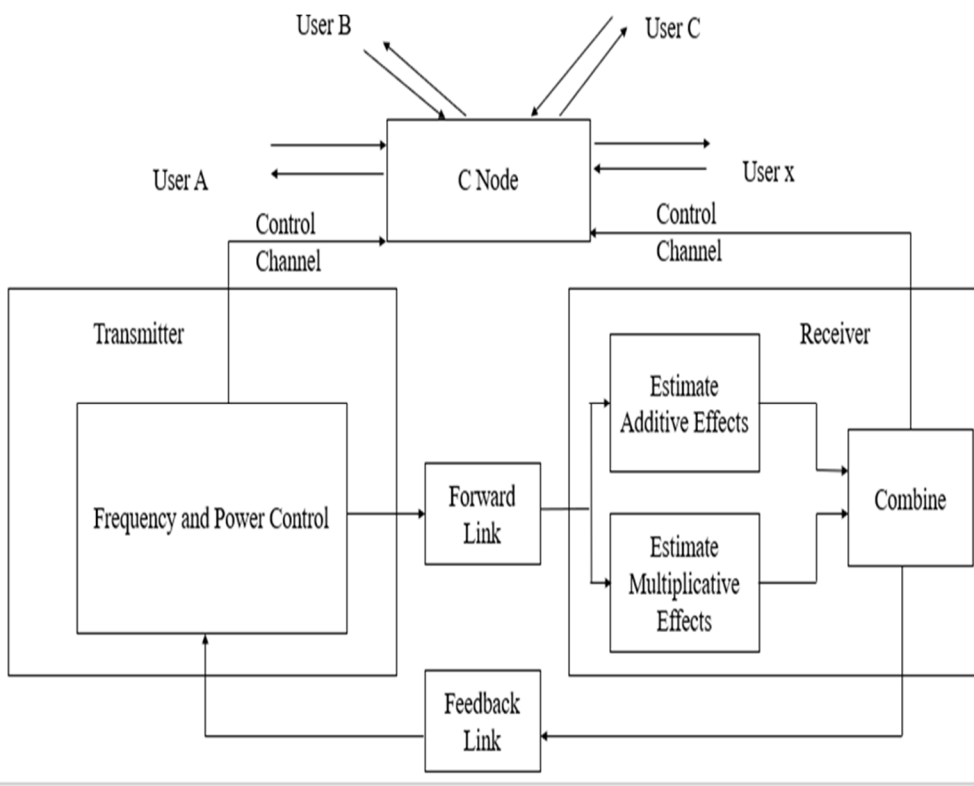 User B
User C
User A
C Node
User x
Control
Channel
Control
Channel
Transmitter
Receiver
Estimate
Additive Effects
Frequency and Power Control
Forward
Link
Combine
Estimate
Multiplicative
Effects
Feedback
Link